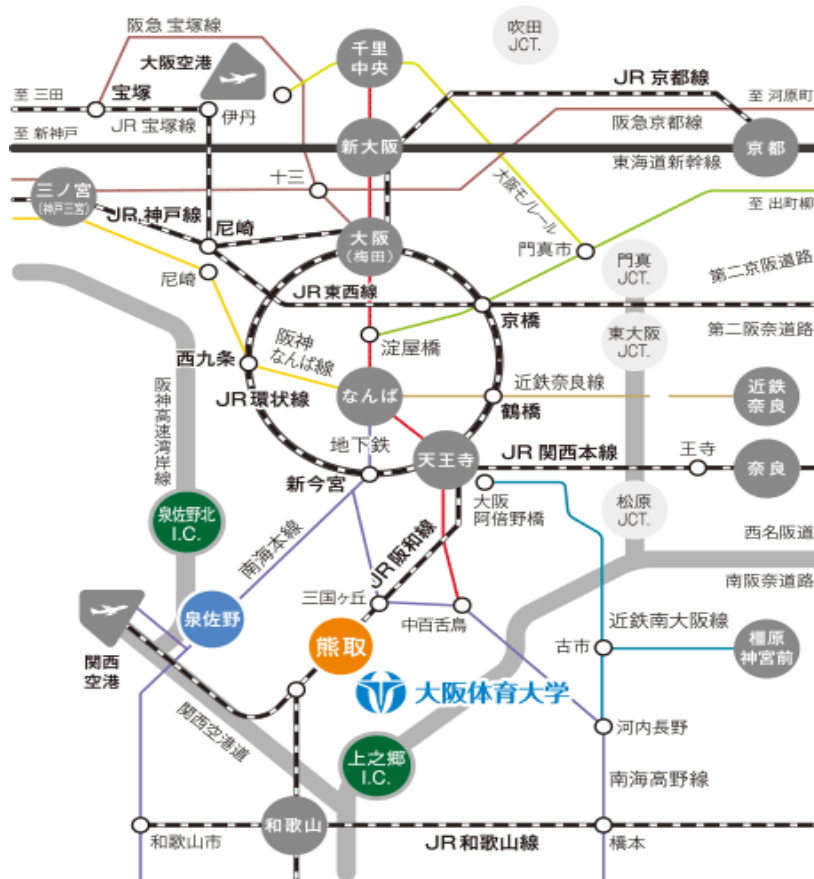 阪急 宝塚線
吹田
JCT.
千里
中央
大阪空港
JR 京都線
至 三田
宝塚
伊丹
至 河原町
JR 宝塚線
阪急京都線
至 新神戸
新大阪
京都
東海道新幹線
十三
大阪モノレール
三ノ宮
(神戸三宮)
JR 神戸線
尼崎
大阪
(梅田)
至 出町柳
門真市
門真
JCT.
第二京阪道路
尼崎
JR 東西線
京橋
東大阪
JCT.
第二阪奈道路
淀屋橋
阪神
なんば線
西九条
阪神高速湾岸線
JR 環状線
なんば
近鉄奈良線
鶴橋
近鉄
奈良
地下鉄
天王寺
JR 関西本線
王寺
奈良
新今宮
大阪
阿倍野橋
松原
JCT.
泉佐野北
I.C.
南海本線
JR 阪和線
西名阪道
南阪奈道路
三国ヶ丘
中百舌鳥
泉佐野
熊取
近鉄南大阪線
古市
橿原
神宮前
関西
空港
大阪体育大学
関西空港道
河内長野
上之郷
I.C.
南海高野線
和歌山
和歌山市
JR 和歌山線
橋本